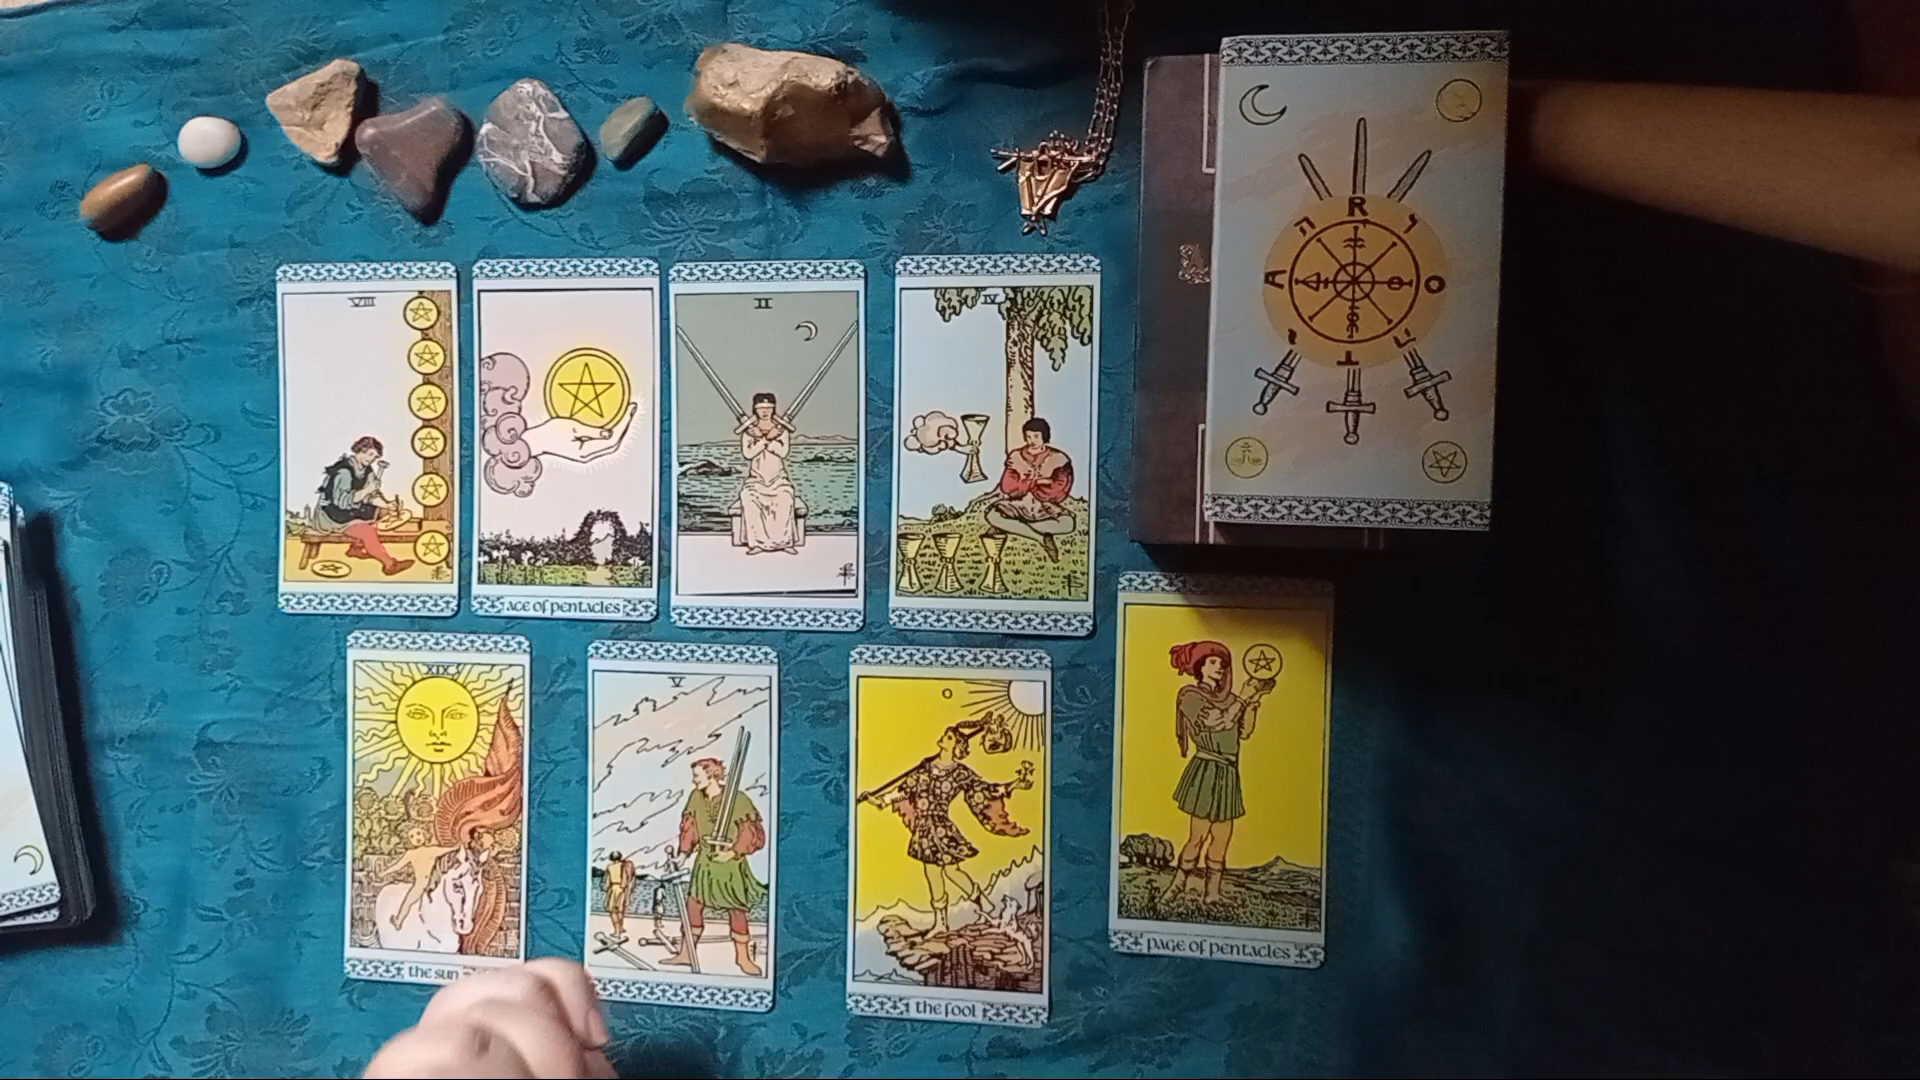 VIII
ACE OF PENTACLES
II
IV
R
O
T
A
XIX
the sun
V
0
the fool
PAGE OF PENTACLES